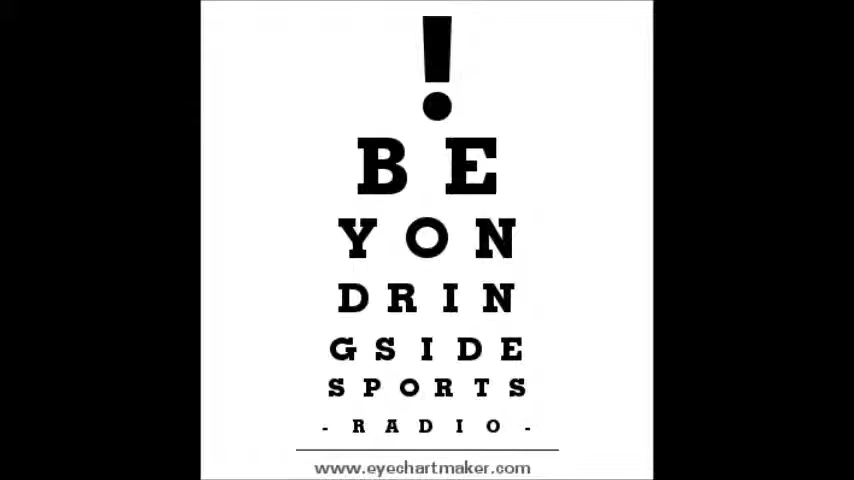 !
B E
Y O N
D R I N
G S I D E
S P O R T S
- R A D I O -
www.eyechartmaker.com